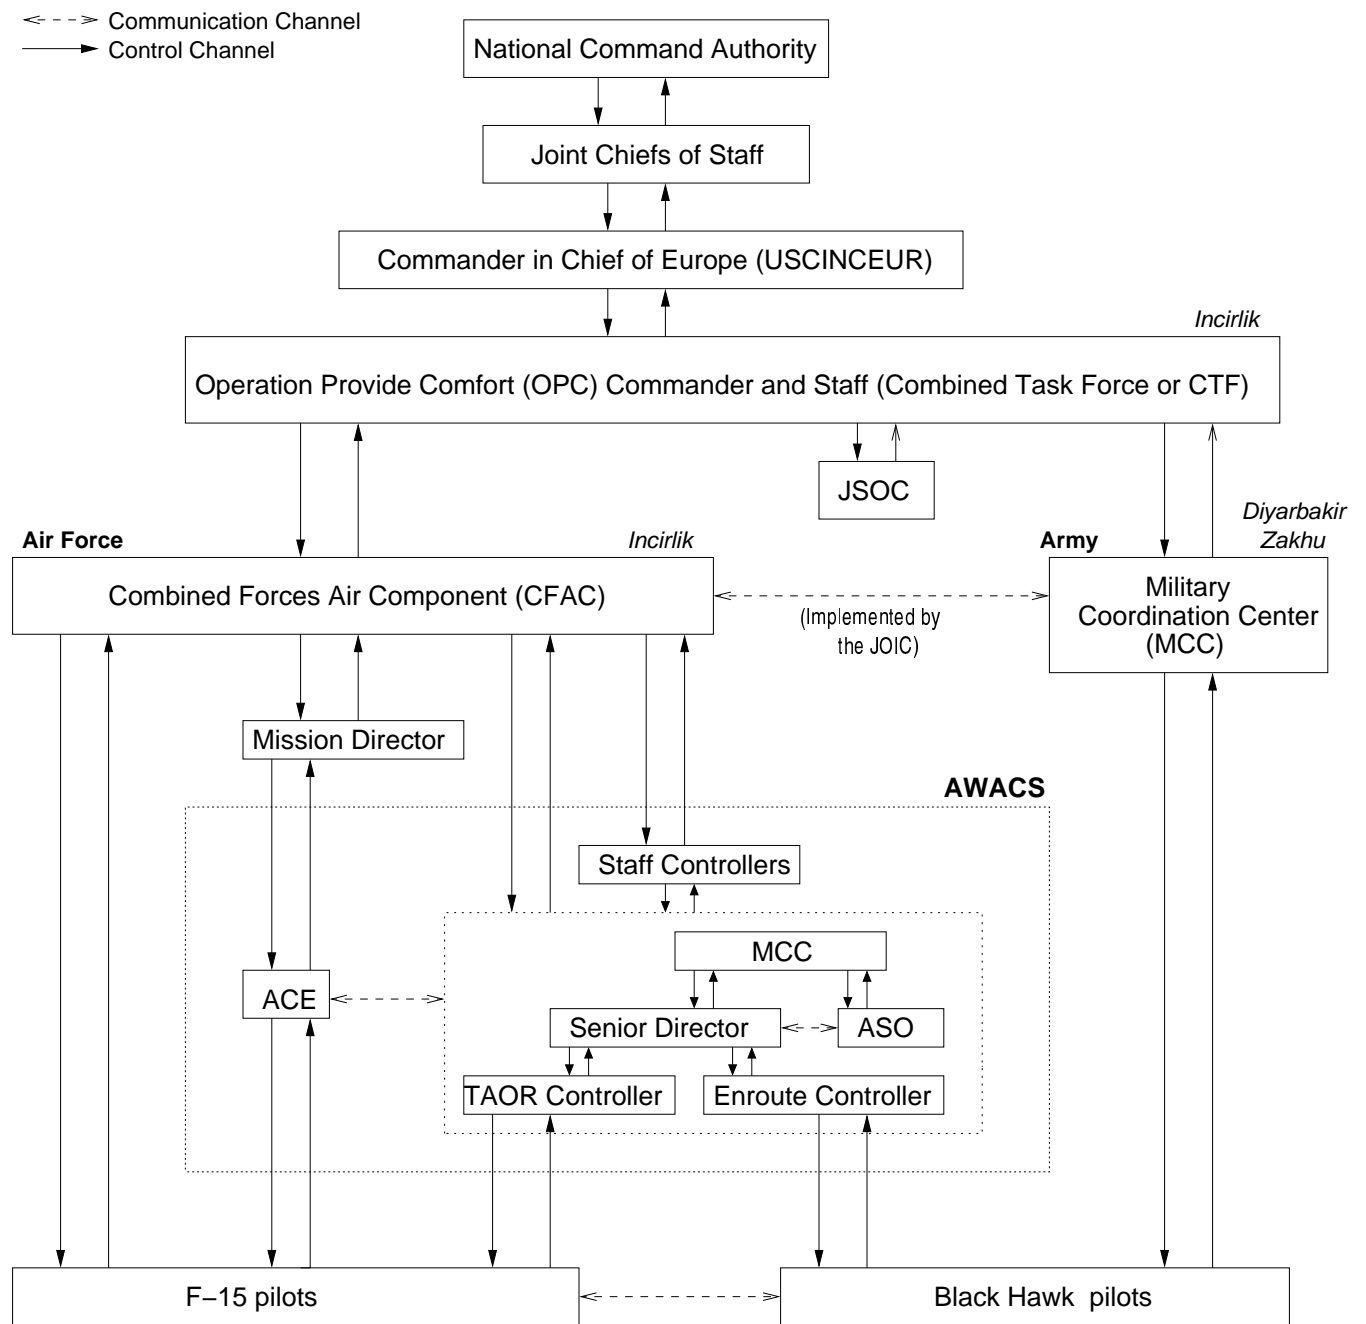 Communication Channel
Control Channel
National Command Authority
Joint Chiefs of Staff
Commander in Chief of Europe (USCINCEUR)
Incirlik
Operation Provide Comfort (OPC) Commander and Staff (Combined Task Force or CTF)
JSOC
Air Force
Incirlik
Combined Forces Air Component (CFAC)
(Implemented by
the JOIC)
Army
Diyarbakir
Zakhu
Military
Coordination Center
(MCC)
Mission Director
AWACS
Staff Controllers
MCC
ACE
Senior Director
ASO
TAOR Controller
Enroute Controller
F−15 pilots
Black Hawk pilots